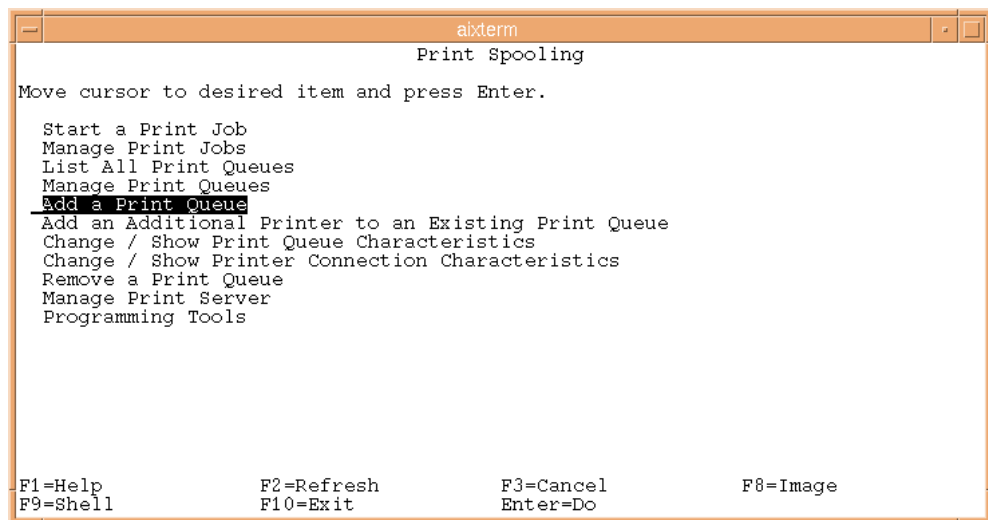 aixterm
Print Spooling
Move cursor to desired item and press Enter.
Start a Print Job
Manage Print Jobs
List All Print Queues
Manage Print Queues
Add a Print Queue
Add an Additional Printer to an Existing Print Queue
Change / Show Print Queue Characteristics
Change / Show Printer Connection Characteristics
Remove a Print Queue
Manage Print Server
Programming Tools
F1=Help F2=Refresh F3=Cancel F8=Image
F9=Shell F10=Exit Enter=Do